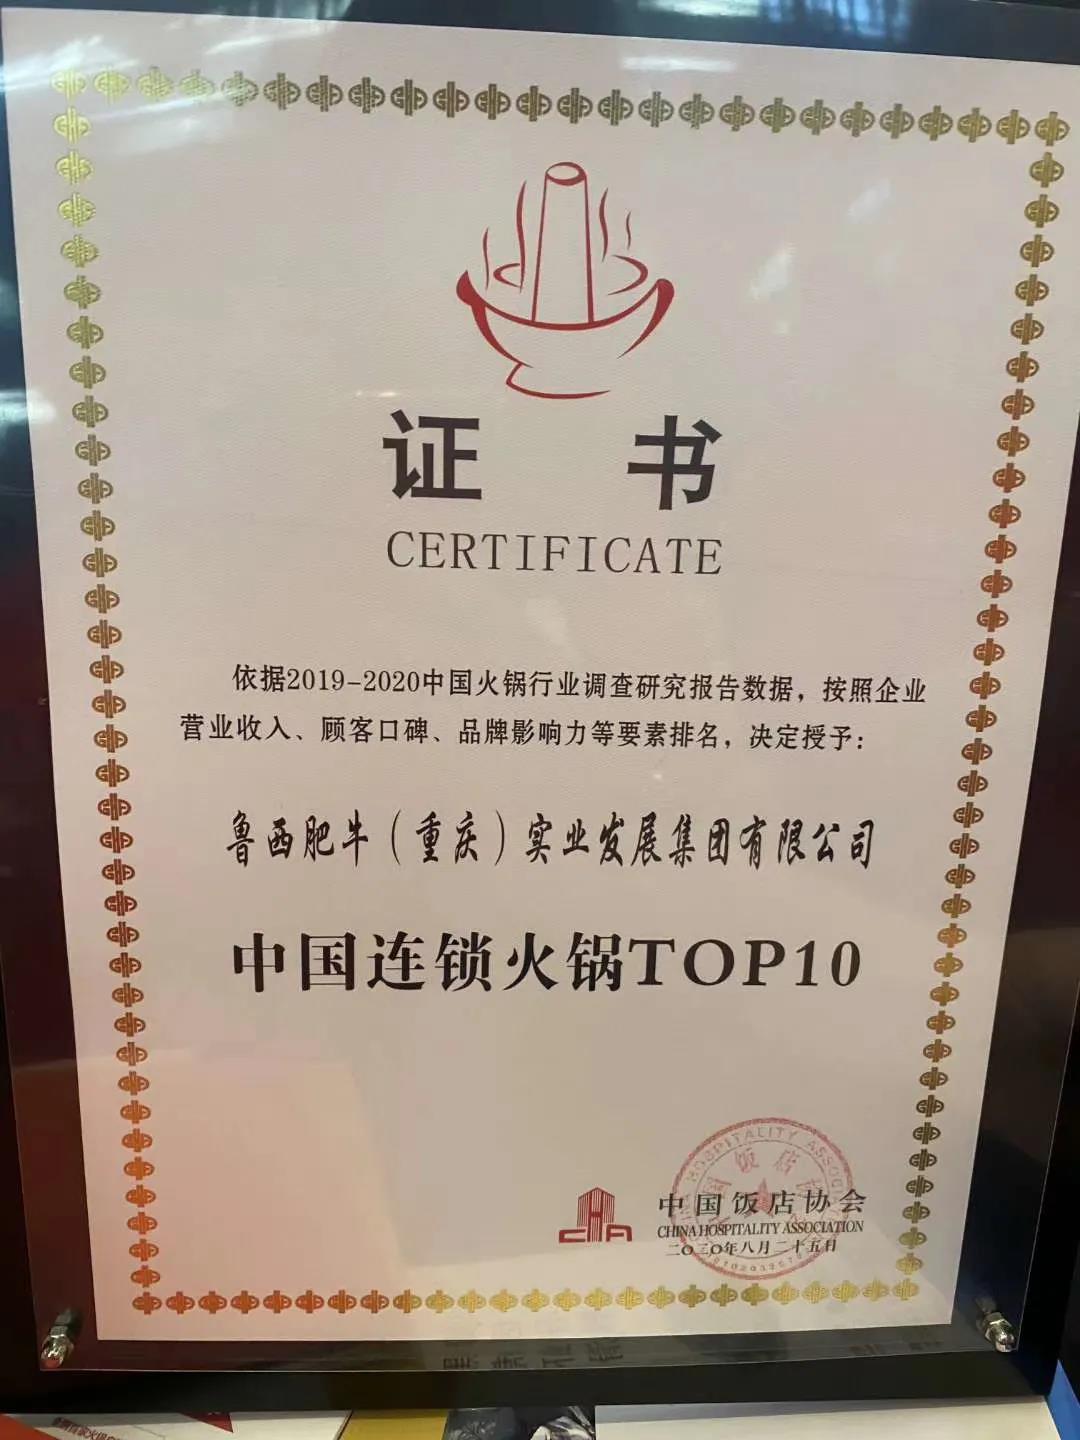 证 书
CERTIFICATE
依据2019-2020中国火锅行业调查研究报告数据，按照企业
营业收入、顾客口碑、品牌影响力等要素排名，决定授予：
鲁西肥牛（重庆）实业发展集团有限公司
中国连锁火锅TOP10
CHA
中国饭店协会
CHINA HOSPITALITY ASSOCIATION
二〇二〇年八月二十五日